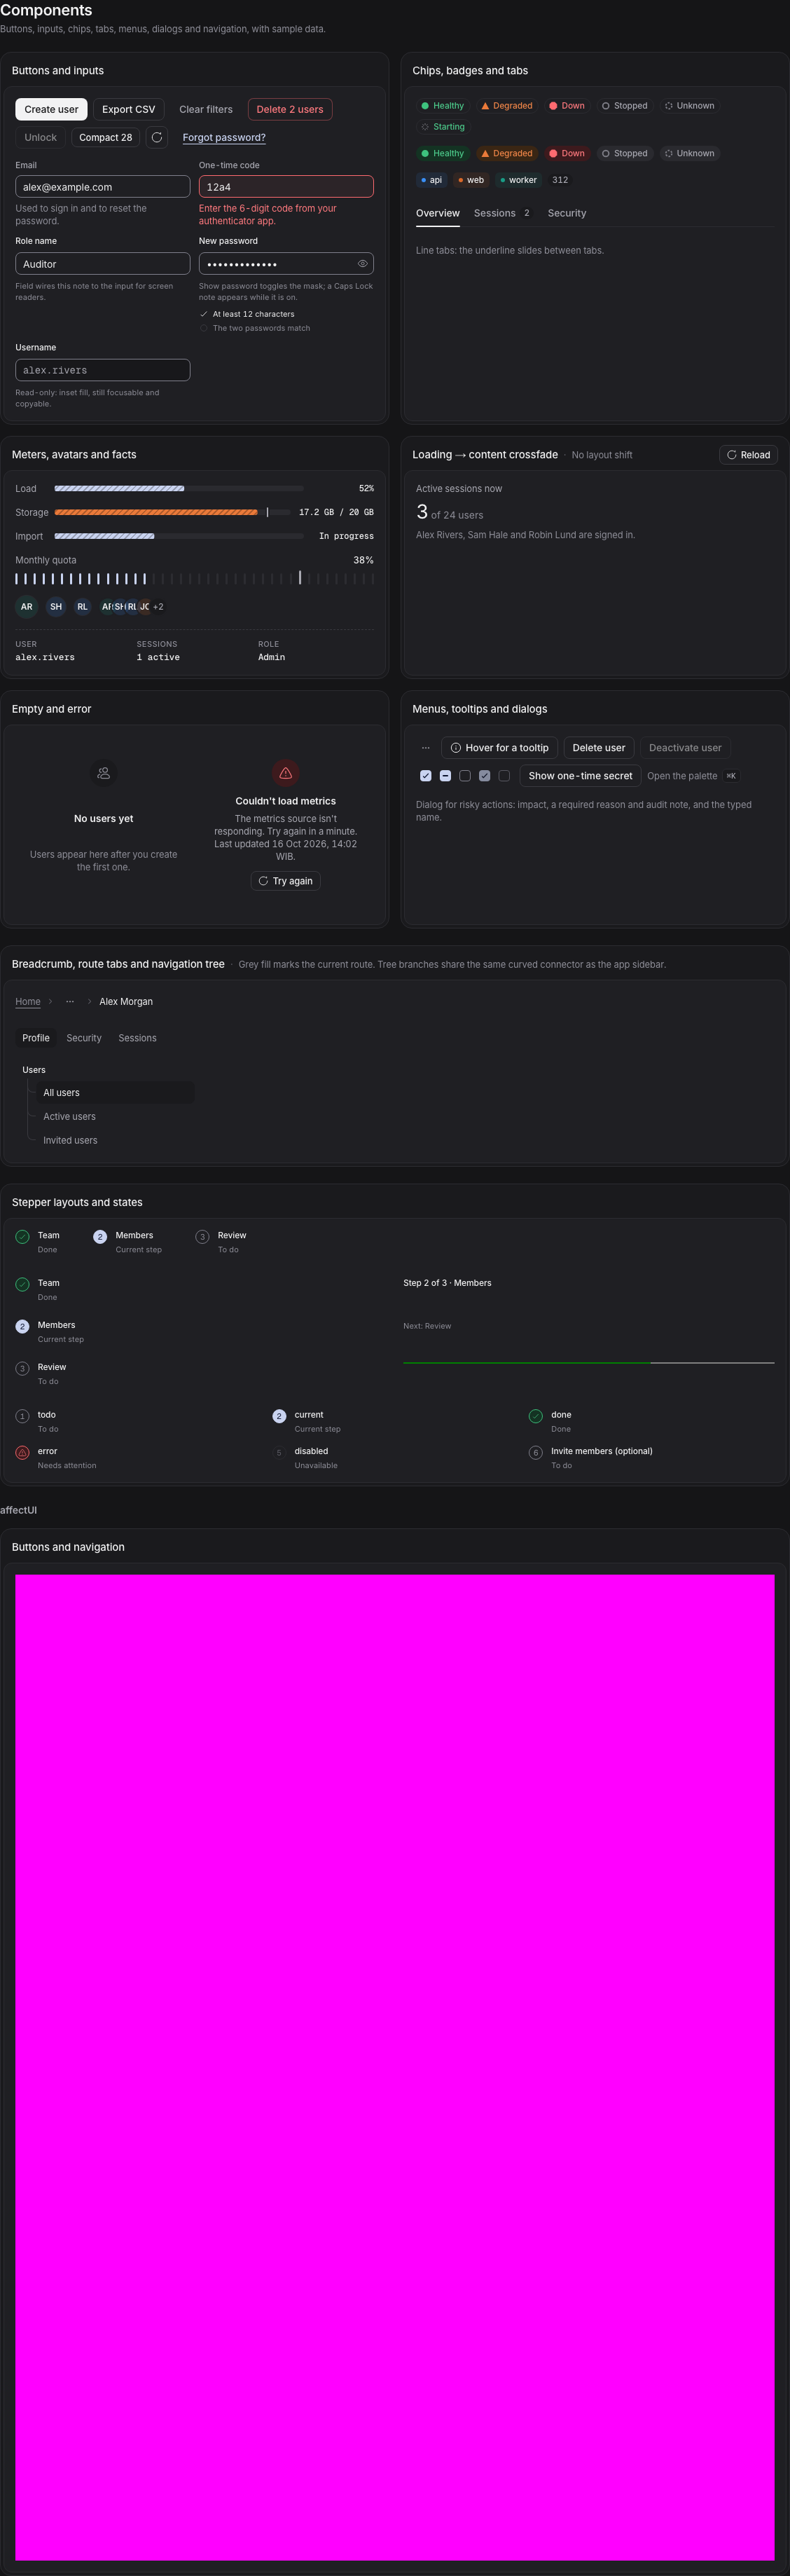 Components
Buttons, inputs, chips, tabs, menus, dialogs and navigation, with sample data.
Buttons and inputs
Create user
Export CSV
Clear filters
Delete 2 users
Unlock
Compact 28
Forgot password?
Email
alex@example.com
Used to sign in and to reset the
password.
One-time code
12a4
Enter the 6-digit code from your
authenticator app.
Role name
Auditor
Field wires this note to the input for screen
readers.
New password
•••••••••••••
Show password toggles the mask; a Caps Lock
note appears while it is on.
At least 12 characters
The two passwords match
Username
alex.rivers
Read-only: inset fill, still focusable and
copyable.
Chips, badges and tabs
Healthy
Degraded
Down
Stopped
Unknown
Starting
Healthy
Degraded
Down
Stopped
Unknown
api
web
worker
312
Overview
Sessions 2
Security
Line tabs: the underline slides between tabs.
Meters, avatars and facts
Load
52%
Storage
17.2 GB / 20 GB
Import
In progress
Monthly quota
38%
AR
SH
RL
+2
USER
alex.rivers
SESSIONS
1 active
ROLE
Admin
Loading → content crossfade · No layout shift
Reload
Active sessions now
3 of 24 users
Alex Rivers, Sam Hale and Robin Lund are signed in.
Empty and error
No users yet
Users appear here after you create
the first one.
Couldn't load metrics
The metrics source isn't
responding. Try again in a minute.
Last updated 16 Oct 2026, 14:02
WIB.
Try again
Menus, tooltips and dialogs
Hover for a tooltip
Delete user
Deactivate user
Show one-time secret
Open the palette ⌘K
Dialog for risky actions: impact, a required reason and audit note, and the typed
name.
Breadcrumb, route tabs and navigation tree · Grey fill marks the current route. Tree branches share the same curved connector as the app sidebar.
Home › ··· › Alex Morgan
Profile
Security
Sessions
Users
All users
Active users
Invited users
Stepper layouts and states
Team
Done
2
Members
Current step
3
Review
To do
Team
Done
2
Members
Current step
3
Review
To do
Step 2 of 3 · Members
Next: Review
1
todo
To do
2
current
Current step
done
Done
error
Needs attention
5
disabled
Unavailable
6
Invite members (optional)
To do
affectUI
Buttons and navigation